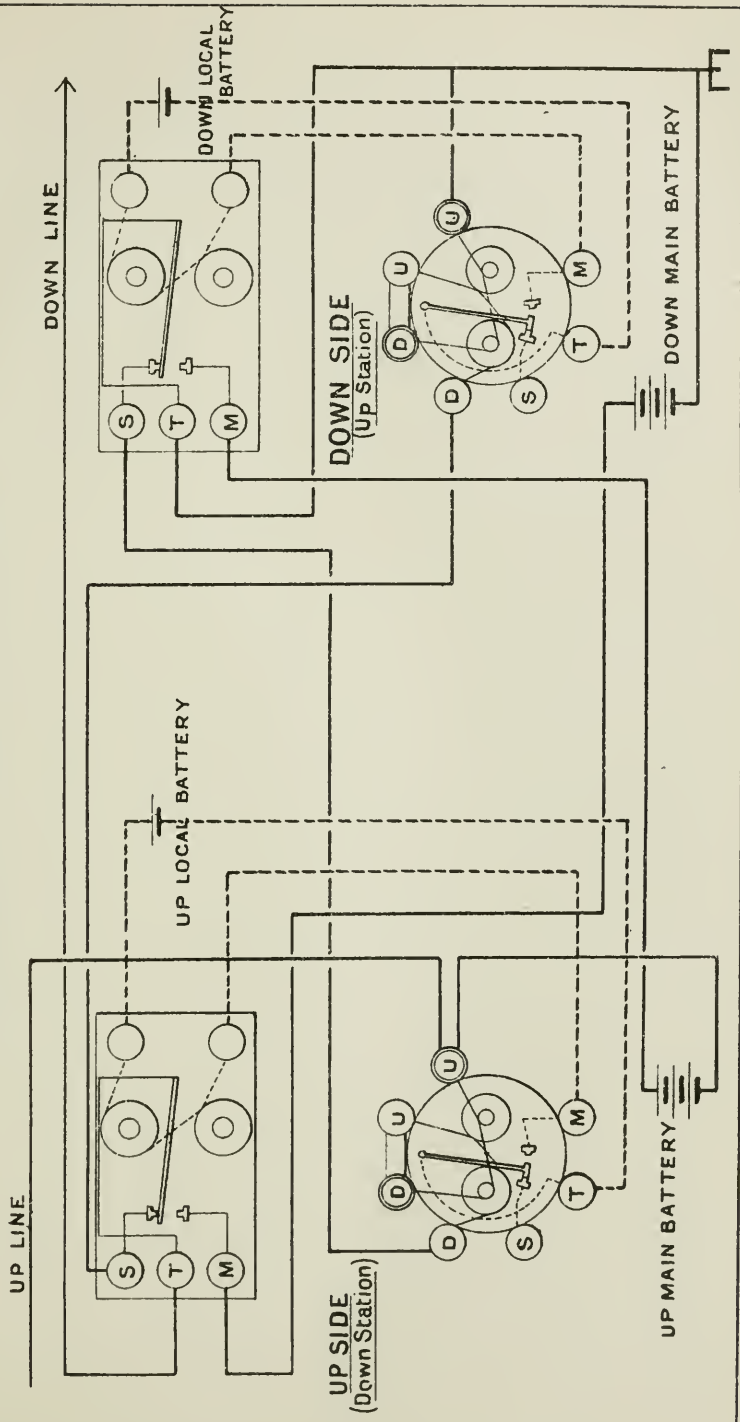 UP LINE
DOWN LINE
S
T
M
UP LOCAL BATTERY
S
T
M
DOWN LOCAL
BATTERY
UP SIDE
(Down Station)
D
U
D
U
S
T
M
DOWN SIDE
(Up Station)
D
U
D
U
S
T
M
UP MAIN BATTERY
DOWN MAIN BATTERY